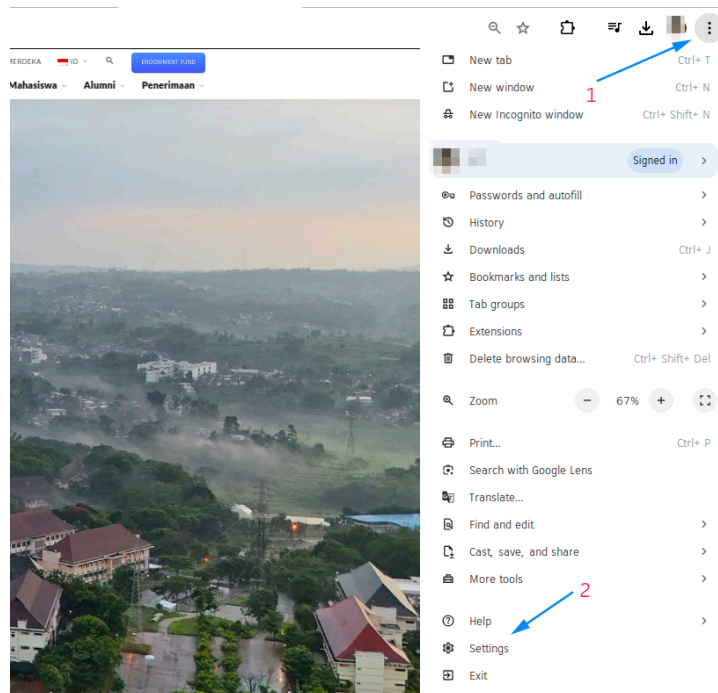 MERDEKA ID ENDOWMENT FUND
Mahasiswa Alumni Penerimaan
1
New tab Ctrl+ T
New window Ctrl+ N
New Incognito window Ctrl+ Shift+ N
Signed in
Passwords and autofill
History
Downloads Ctrl+ J
Bookmarks and lists
Tab groups
Extensions
Delete browsing data... Ctrl+ Shift+ Del
Zoom − 67% +
Print... Ctrl+ P
Search with Google Lens
Translate...
Find and edit
Cast, save, and share
More tools
2
Help
Settings
Exit